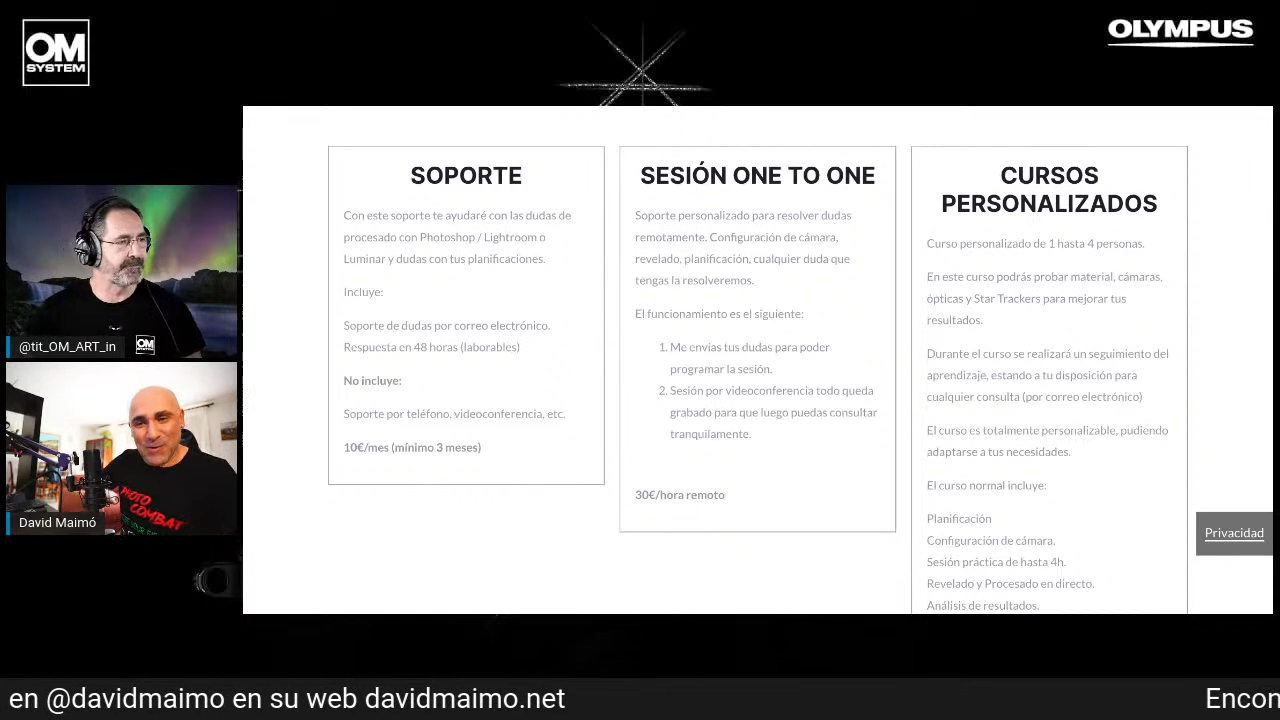 OM
SYSTEM
OLYMPUS
SOPORTE
Con este soporte te ayudaré con las dudas de
procesado con Photoshop / Lightroom o
Luminar y dudas con tus planificaciones.
Incluye:
Soporte de dudas por correo electrónico.
Respuesta en 48 horas (laborables)
No incluye:
Soporte por teléfono, videoconferencia, etc.
10€/mes (mínimo 3 meses)
SESIÓN ONE TO ONE
Soporte personalizado para resolver dudas
remotamente. Configuración de cámara,
revelado, planificación, cualquier duda que
tengas la resolveremos.
El funcionamiento es el siguiente:
1. Me envías tus dudas para poder
programar la sesión.
2. Sesión por videoconferencia todo queda
grabado para que luego puedas consultar
tranquilamente.
30€/hora remoto
CURSOS
PERSONALIZADOS
Curso personalizado de 1 hasta 4 personas.
En este curso podrás probar material, cámaras,
ópticas y Star Trackers para mejorar tus
resultados.
Durante el curso se realizará un seguimiento del
aprendizaje, estando a tu disposición para
cualquier consulta (por correo electrónico)
El curso es totalmente personalizable, pudiendo
adaptarse a tus necesidades.
El curso normal incluye:
Planificación
Configuración de cámara.
Sesión práctica de hasta 4h.
Revelado y Procesado en directo.
Análisis de resultados.
Privacidad
@tit_OM_ART_in
OM
PHOTO
COMBAT
David Maimó
en @davidmaimo en su web davidmaimo.net
Encon